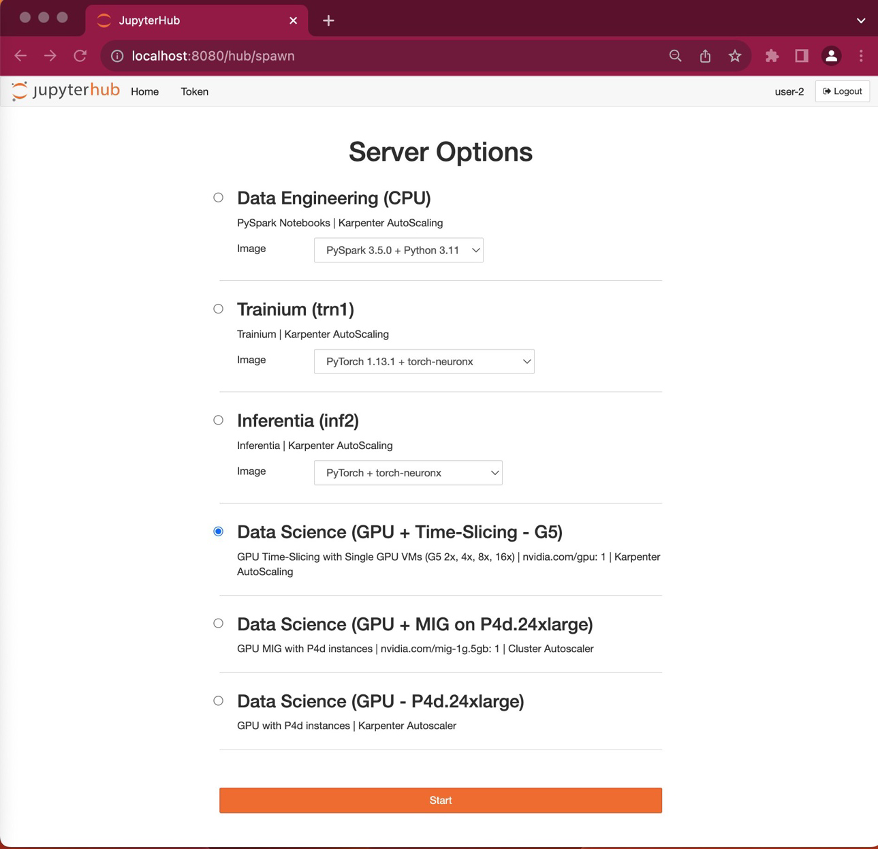 JupyterHub
localhost:8080/hub/spawn
jupyterhub Home Token user-2 Logout
Server Options
Data Engineering (CPU)
PySpark Notebooks | Karpenter AutoScaling
Image PySpark 3.5.0 + Python 3.11
Trainium (trn1)
Trainium | Karpenter AutoScaling
Image PyTorch 1.13.1 + torch-neuronx
Inferentia (inf2)
Inferentia | Karpenter AutoScaling
Image PyTorch + torch-neuronx
Data Science (GPU + Time-Slicing - G5)
GPU Time-Slicing with Single GPU VMs (G5 2x, 4x, 8x, 16x) | nvidia.com/gpu: 1 | Karpenter
AutoScaling
Data Science (GPU + MIG on P4d.24xlarge)
GPU MIG with P4d instances | nvidia.com/mig-1g.5gb: 1 | Cluster Autoscaler
Data Science (GPU - P4d.24xlarge)
GPU with P4d instances | Karpenter Autoscaler
Start